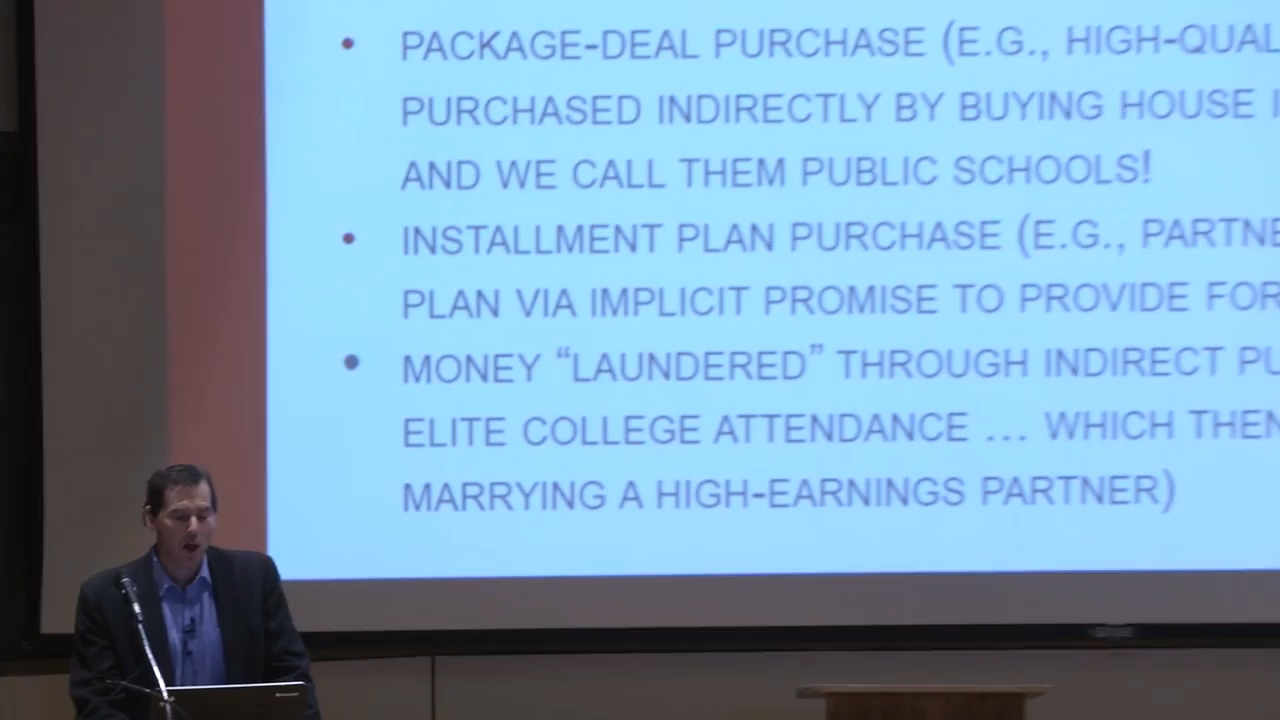 • PACKAGE-DEAL PURCHASE (E.G., HIGH-QUAL
PURCHASED INDIRECTLY BY BUYING HOUSE I
AND WE CALL THEM PUBLIC SCHOOLS!
• INSTALLMENT PLAN PURCHASE (E.G., PARTNE
PLAN VIA IMPLICIT PROMISE TO PROVIDE FOR
• MONEY “LAUNDERED” THROUGH INDIRECT PU
ELITE COLLEGE ATTENDANCE … WHICH THEN
MARRYING A HIGH-EARNINGS PARTNER)